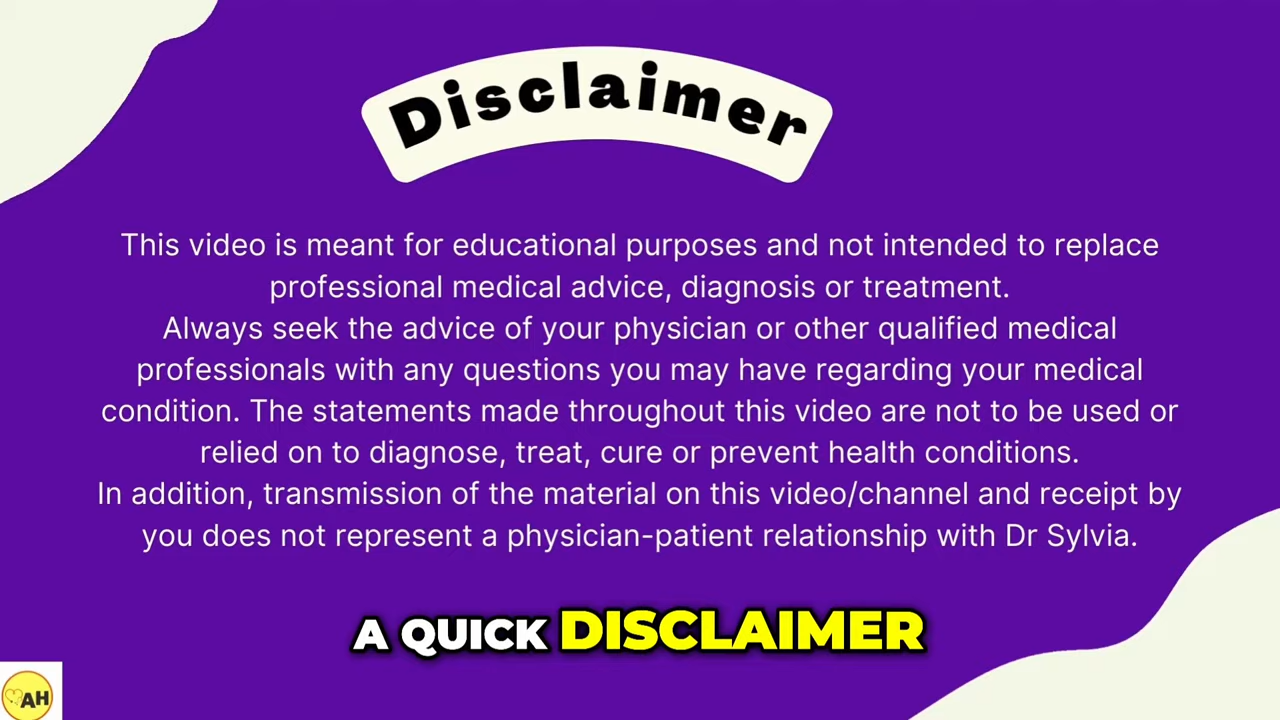 Disclaimer
This video is meant for educational purposes and not intended to replace
professional medical advice, diagnosis or treatment.
Always seek the advice of your physician or other qualified medical
professionals with any questions you may have regarding your medical
condition. The statements made throughout this video are not to be used or
relied on to diagnose, treat, cure or prevent health conditions.
In addition, transmission of the material on this video/channel and receipt by
you does not represent a physician-patient relationship with Dr Sylvia.
A QUICK DISCLAIMER
AH